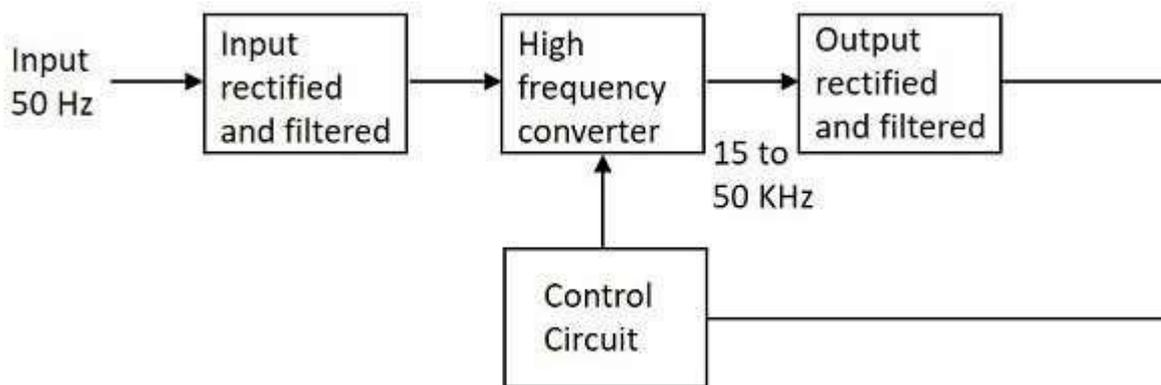 Input
50 Hz
Input
rectified
and filtered
High
frequency
converter
15 to
50 KHz
Output
rectified
and filtered
Control
Circuit